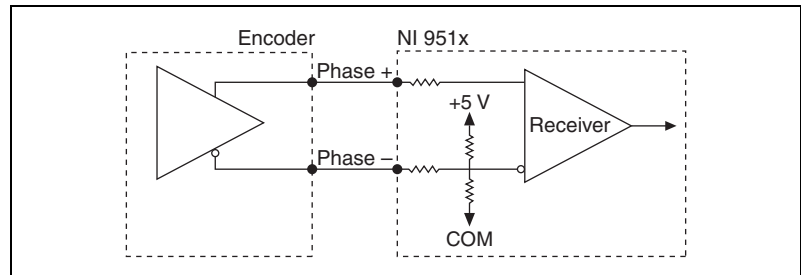 Encoder
NI 951x
Phase +
+5 V
Receiver
Phase –
COM